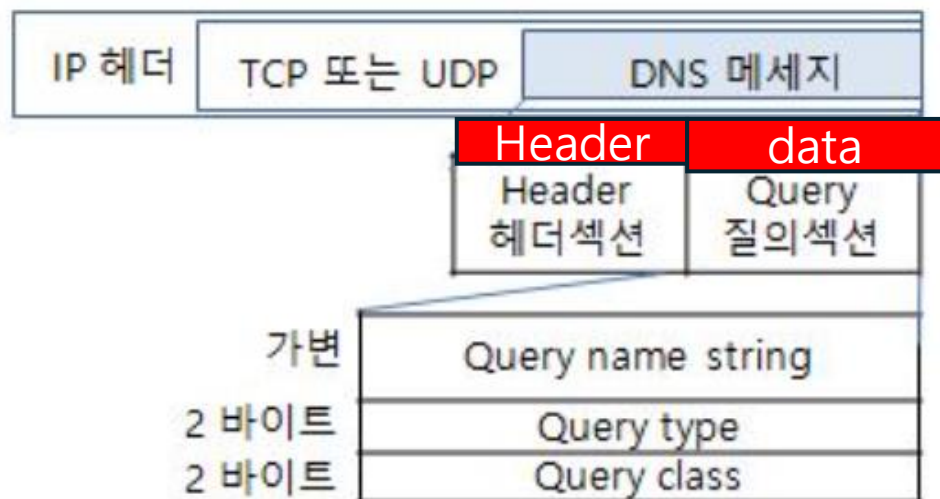 IP 헤더 TCP 또는 UDP DNS 메세지
Header data
Header Query
헤더섹션 질의섹션
가변 Query name string
2 바이트 Query type
2 바이트 Query class